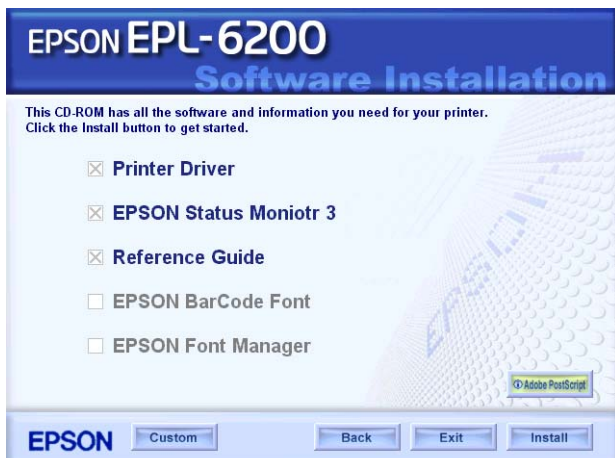 EPSON EPL-6200
Software Installation
This CD-ROM has all the software and information you need for your printer.
Click the Install button to get started.
Printer Driver
EPSON Status Moniotr 3
Reference Guide
EPSON BarCode Font
EPSON Font Manager
EPSON
Adobe PostScript
EPSON
Custom
Back
Exit
Install